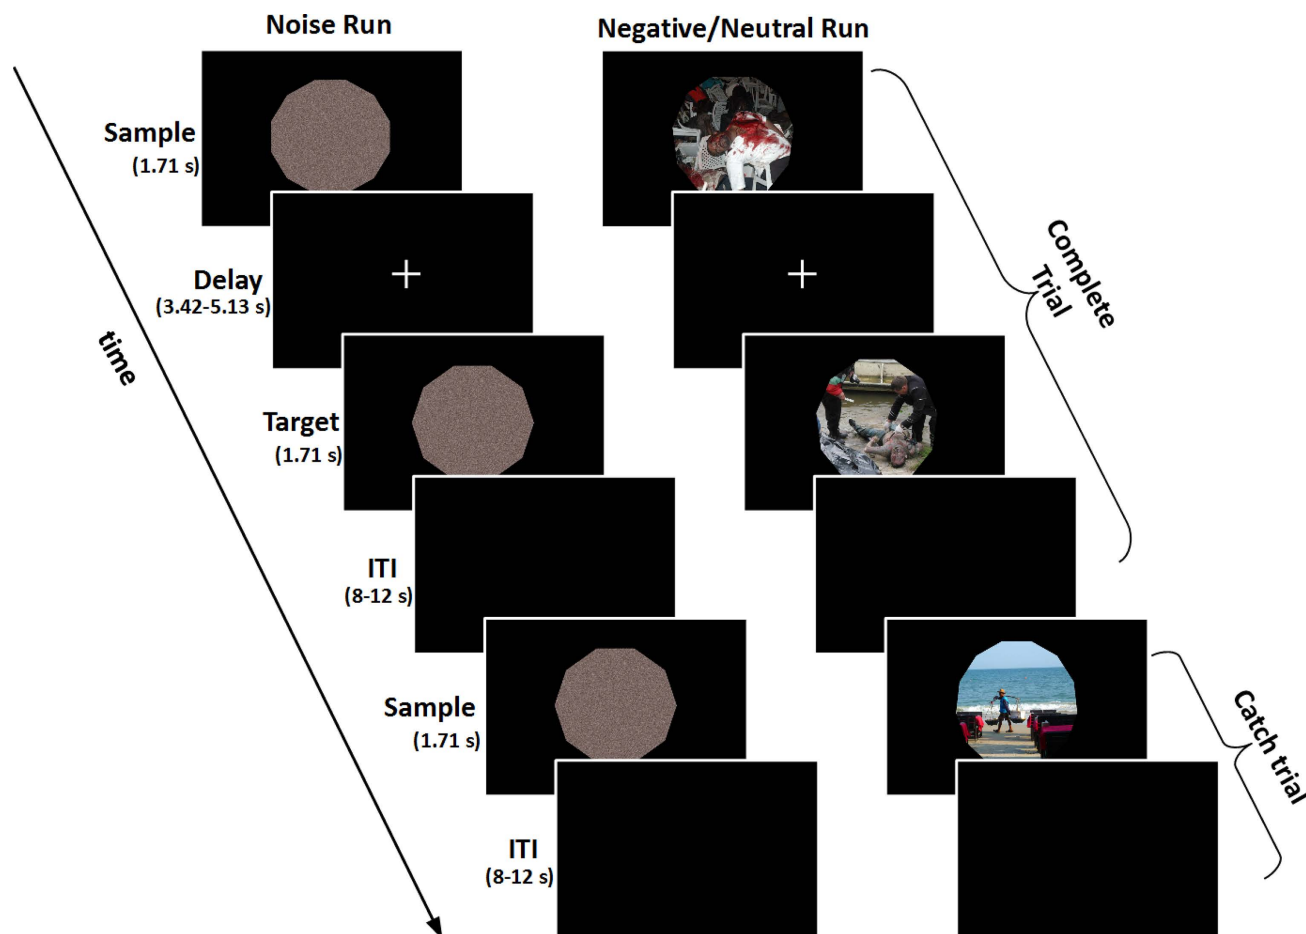 Noise Run
Negative/Neutral Run
Sample
(1.71 s)
Delay
(3.42-5.13 s)
time
Target
(1.71 s)
ITI
(8-12 s)
Sample
(1.71 s)
ITI
(8-12 s)
Complete
Trial
Catch trial